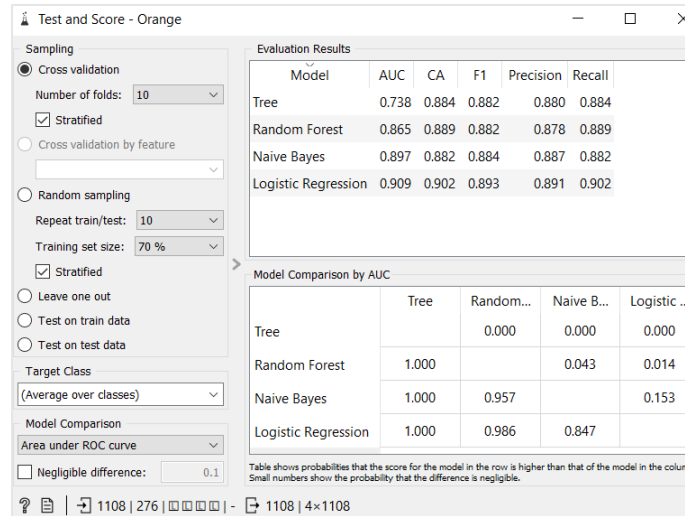 Test and Score - Orange
Sampling
Cross validation
Number of folds: 10
Stratified
Cross validation by feature
Random sampling
Repeat train/test: 10
Training set size: 70 %
Stratified
Leave one out
Test on train data
Test on test data
Target Class
(Average over classes)
Model Comparison
Area under ROC curve
Negligible difference: 0.1
Evaluation Results
Model AUC CA F1 Precision Recall
Tree 0.738 0.884 0.882 0.880 0.884
Random Forest 0.865 0.889 0.882 0.878 0.889
Naive Bayes 0.897 0.882 0.884 0.887 0.882
Logistic Regression 0.909 0.902 0.893 0.891 0.902
Model Comparison by AUC
Tree Random... Naive B... Logistic ..
Tree 0.000 0.000 0.000
Random Forest 1.000 0.043 0.014
Naive Bayes 1.000 0.957 0.153
Logistic Regression 1.000 0.986 0.847
Table shows probabilities that the score for the model in the row is higher than that of the model in the colum
Small numbers show the probability that the difference is negligible.
? 1108 | 276 | - 1108 | 4×1108